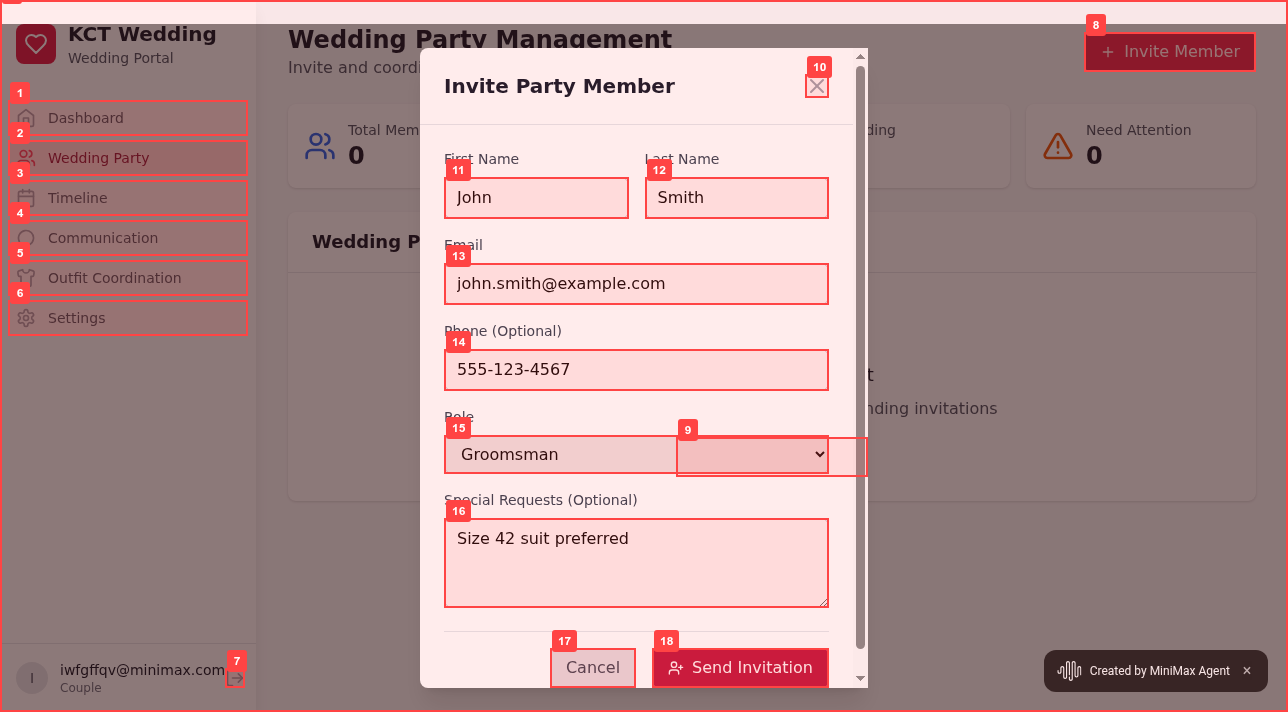 KCT Wedding
Wedding Portal
1
Dashboard
2
Wedding Party
3
Timeline
4
Communication
5
Outfit Coordination
6
Settings
7
I
iwfgffqv@minimax.com
Couple
Wedding Party Management
Invite and coordi
8
Invite Member
Total Mem
0
ding
Need Attention
0
Wedding P
t
nding invitations
Invite Party Member
10
First Name
Last Name
11
12
John
Smith
Email
13
john.smith@example.com
Phone (Optional)
14
555-123-4567
Role
15
9
Groomsman
Special Requests (Optional)
16
Size 42 suit preferred
17
18
Cancel
Send Invitation
Created by MiniMax Agent